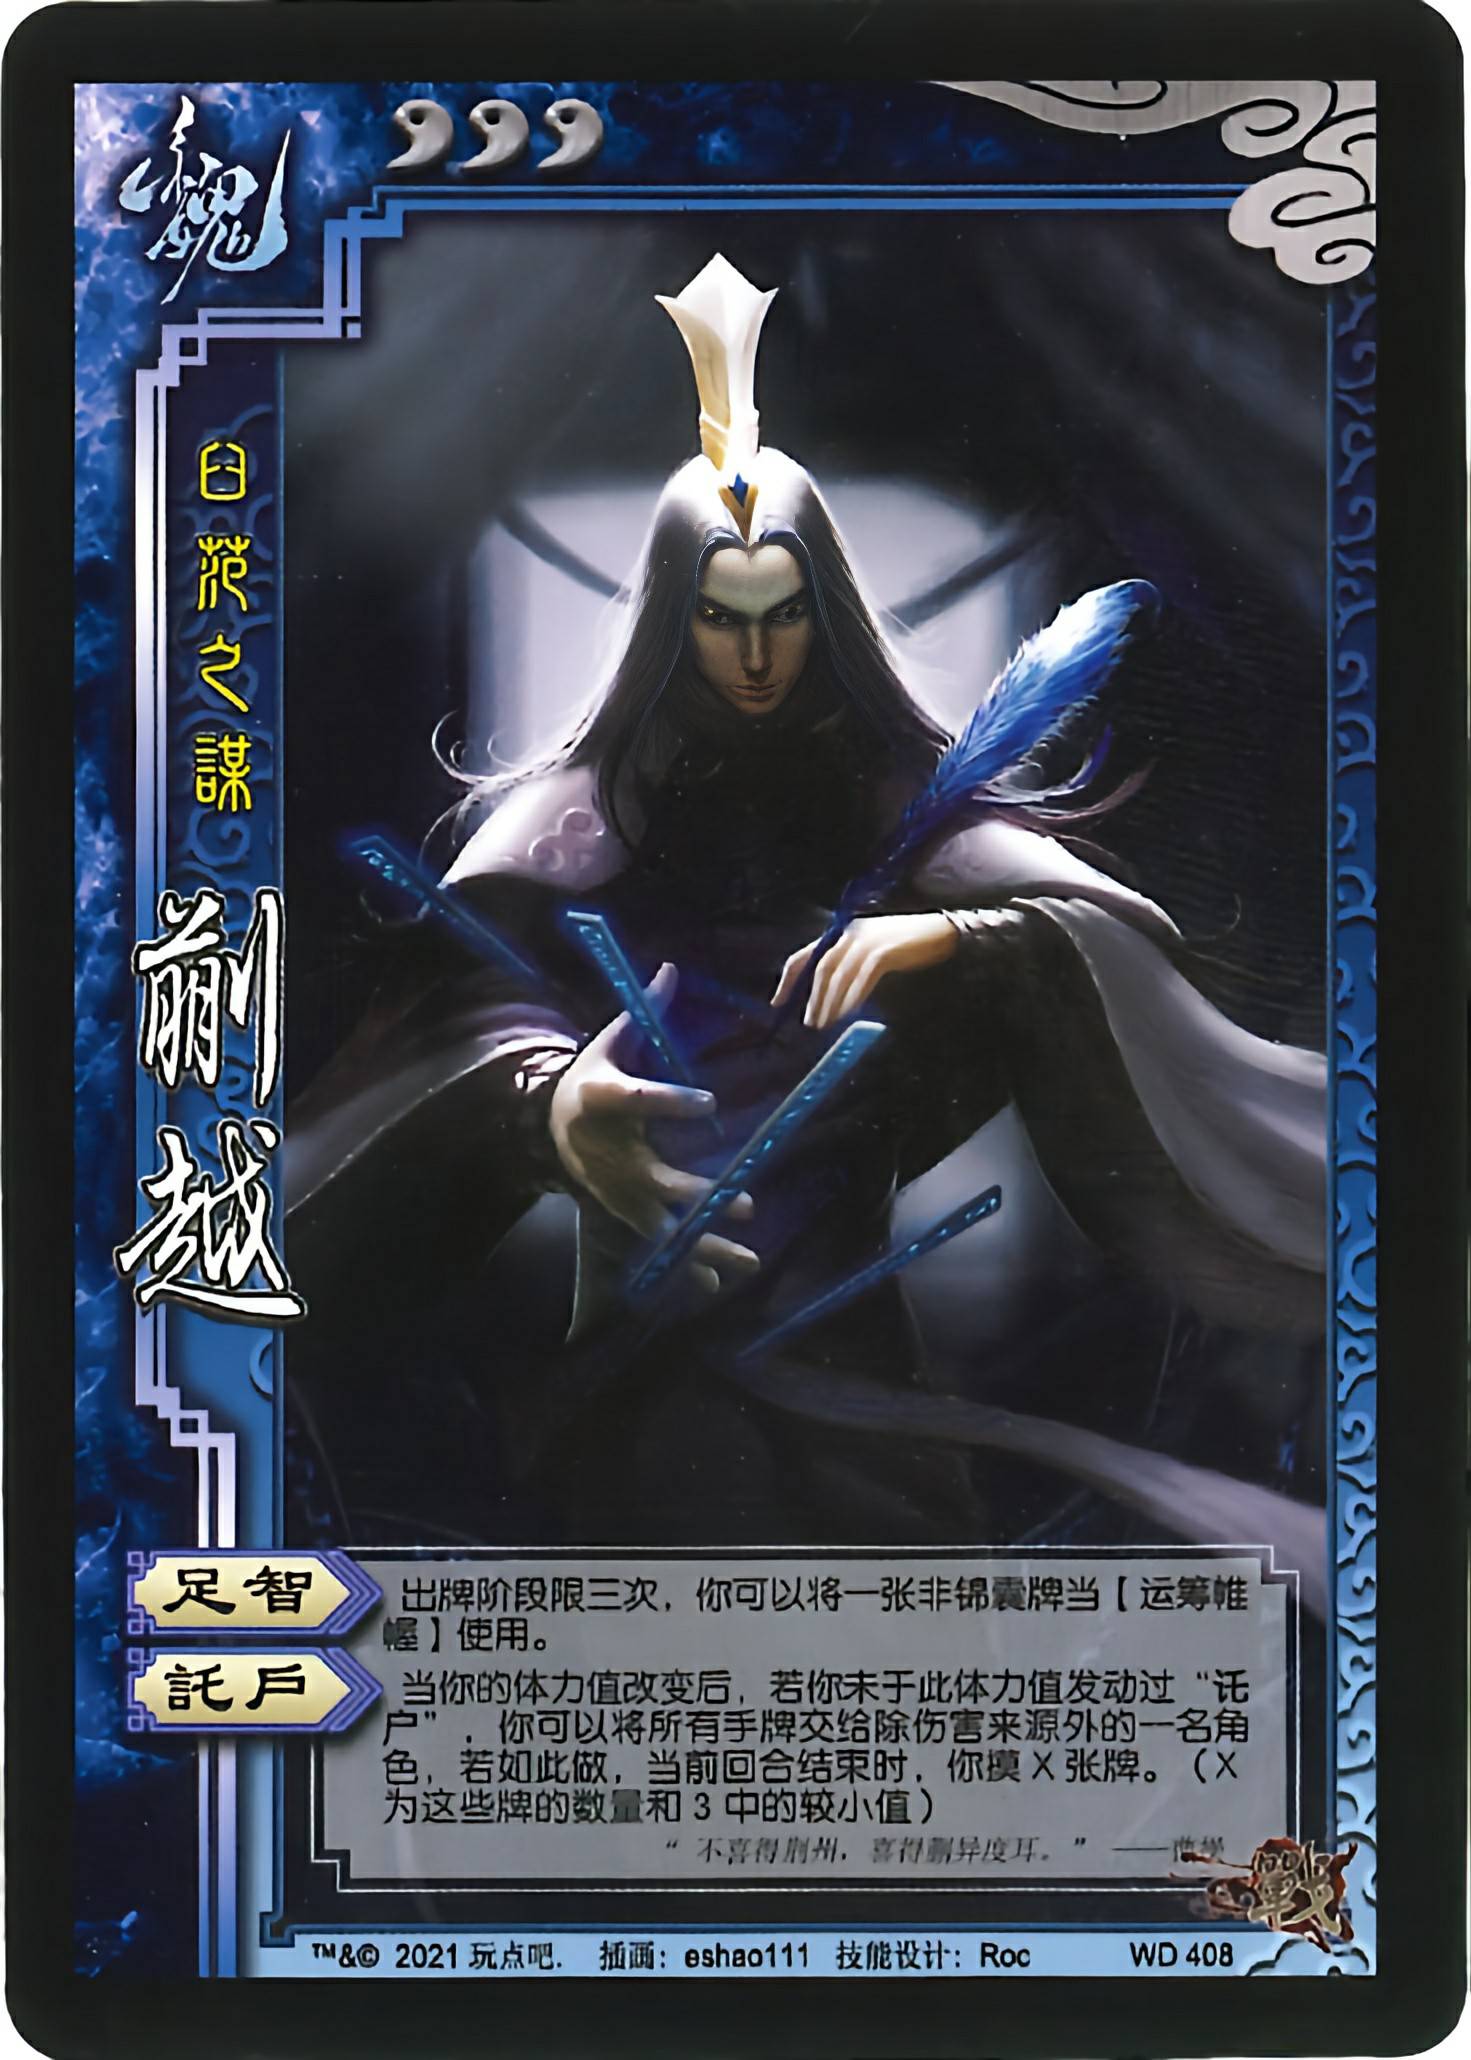 魏
臼范之謀
蒯越
足智
出牌阶段限三次，你可以将一张非锦囊牌当【运筹帷
幄】使用。
託戶
当你的体力值改变后，若你未于此体力值发动过“讬
户”，你可以将所有手牌交给除伤害来源外的一名角
色，若如此做，当前回合结束时，你摸 X 张牌。（X
为这些牌的数量和 3 中的较小值）
“不喜得荆州，喜得蒯异度耳。”——曹操
戰
™&© 2021 玩点吧. 插画：eshao111 技能设计：Roc WD 408